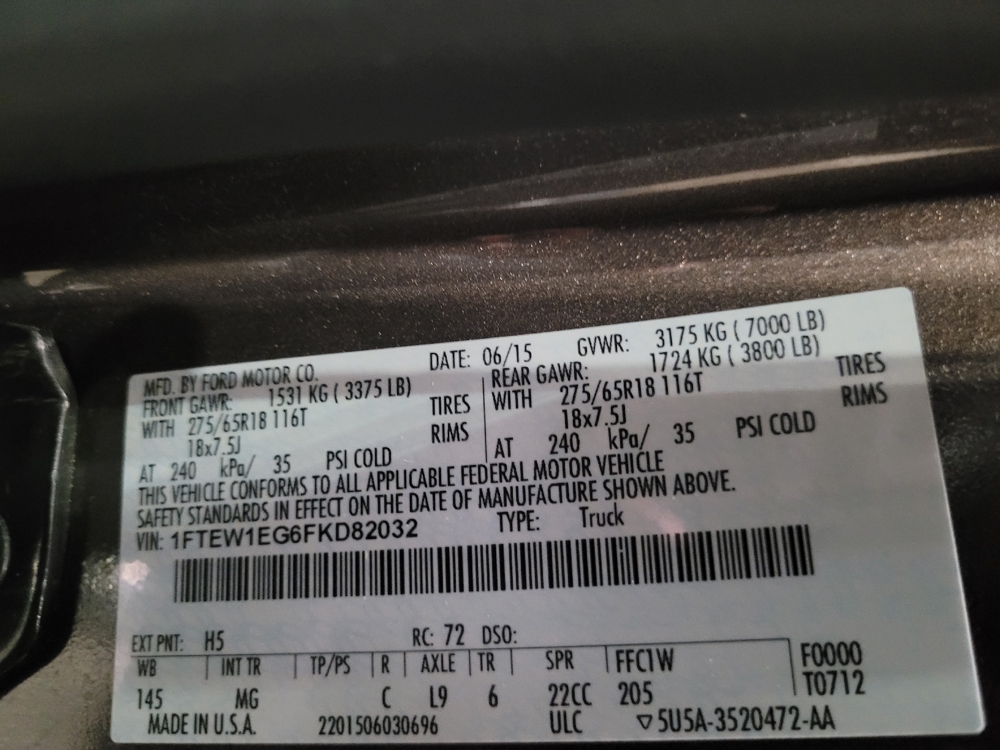 MFD. BY FORD MOTOR CO. DATE: 06/15 GVWR: 3175 KG ( 7000 LB)
FRONT GAWR: 1531 KG ( 3375 LB) REAR GAWR: 1724 KG ( 3800 LB)
WITH 275/65R18 116T TIRES WITH 275/65R18 116T TIRES
18x7.5J RIMS 18x7.5J RIMS
AT 240 kPa/ 35 PSI COLD AT 240 kPa/ 35 PSI COLD
THIS VEHICLE CONFORMS TO ALL APPLICABLE FEDERAL MOTOR VEHICLE
SAFETY STANDARDS IN EFFECT ON THE DATE OF MANUFACTURE SHOWN ABOVE.
VIN: 1FTEW1EG6FKD82032 TYPE: Truck
EXT PNT: H5 RC: 72 DSO:
WB INT TR TP/PS R AXLE TR SPR FFC1W F0000
145 MG C L9 6 22CC 205 T0712
MADE IN U.S.A. 2201506030696 ULC ▽5U5A-3520472-AA